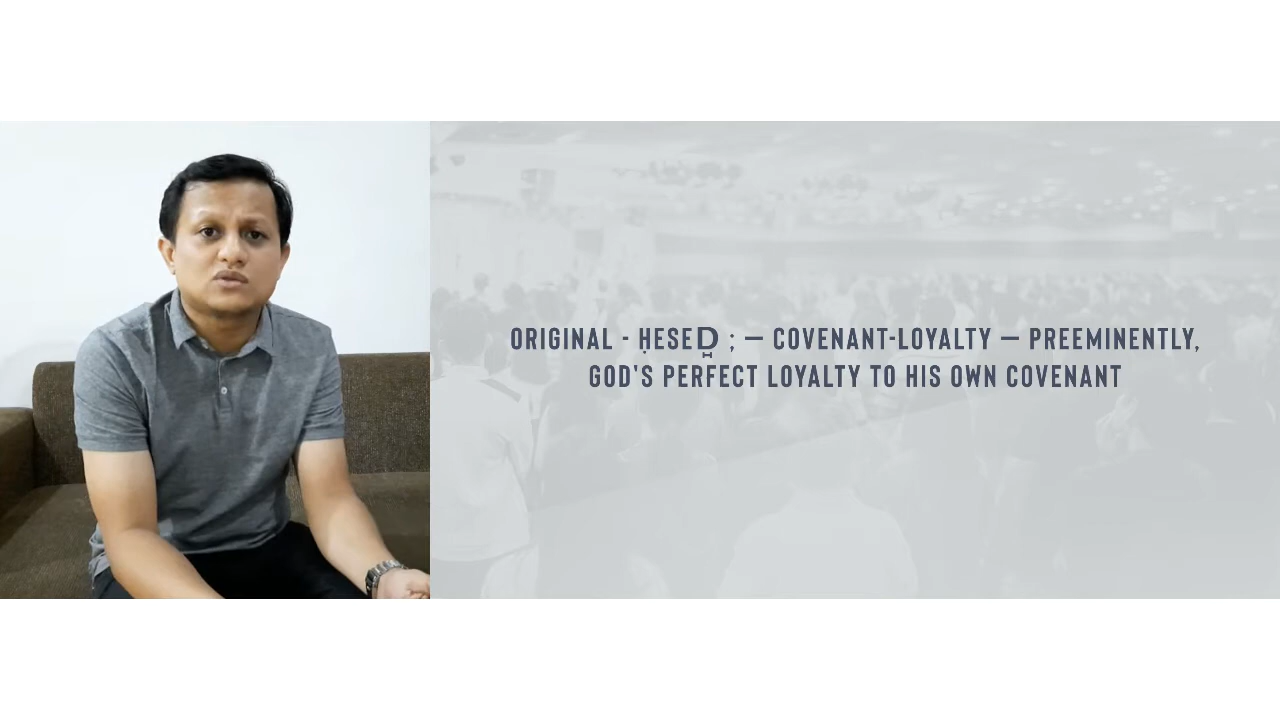 ORIGINAL - ḤESEḎ ; – COVENANT-LOYALTY – PREEMINENTLY,
GOD'S PERFECT LOYALTY TO HIS OWN COVENANT